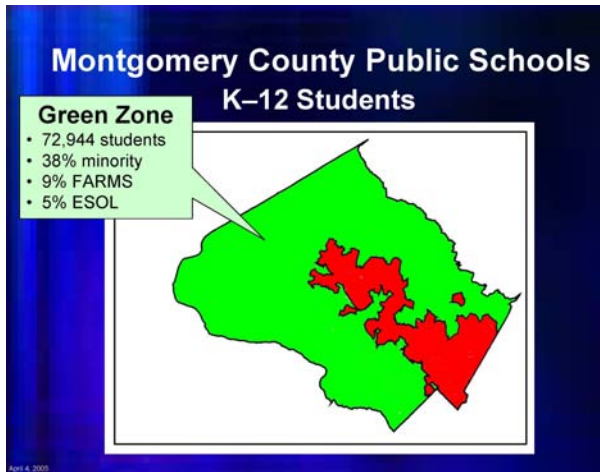 Montgomery County Public Schools
K–12 Students
Green Zone
• 72,944 students
• 38% minority
• 9% FARMS
• 5% ESOL
April 4, 2005